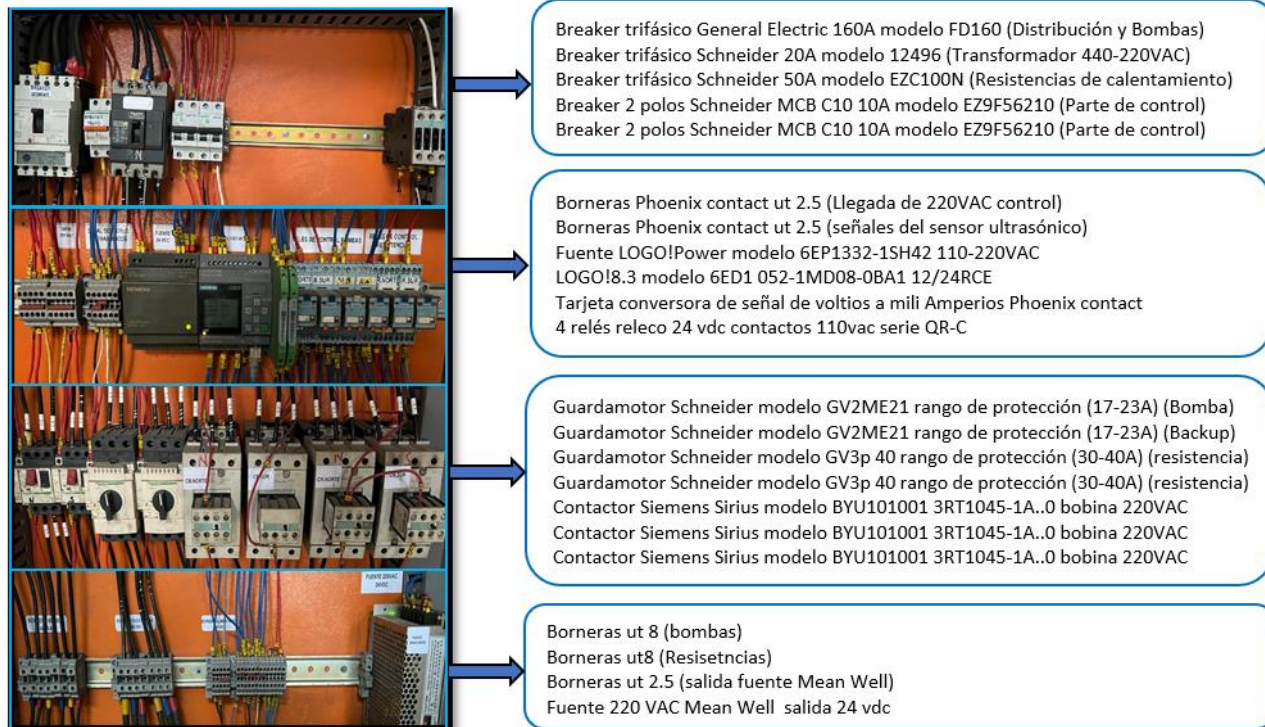 Breaker trifásico General Electric 160A modelo FD160 (Distribución y Bombas)
Breaker trifásico Schneider 20A modelo 12496 (Transformador 440-220VAC)
Breaker trifásico Schneider 50A modelo EZC100N (Resistencias de calentamiento)
Breaker 2 polos Schneider MCB C10 10A modelo EZ9F56210 (Parte de control)
Breaker 2 polos Schneider MCB C10 10A modelo EZ9F56210 (Parte de control)
Borneras Phoenix contact ut 2.5 (Llegada de 220VAC control)
Borneras Phoenix contact ut 2.5 (señales del sensor ultrasónico)
Fuente LOGO!Power modelo 6EP1332-1SH42 110-220VAC
LOGO!8.3 modelo 6ED1 052-1MD08-0BA1 12/24RCE
Tarjeta conversora de señal de voltios a mili Amperios Phoenix contact
4 relés releco 24 vdc contactos 110vac serie QR-C
SIEMENS
Guardamotor Schneider modelo GV2ME21 rango de protección (17-23A) (Bomba)
Guardamotor Schneider modelo GV2ME21 rango de protección (17-23A) (Backup)
Guardamotor Schneider modelo GV3p 40 rango de protección (30-40A) (resistencia)
Guardamotor Schneider modelo GV3p 40 rango de protección (30-40A) (resistencia)
Contactor Siemens Sirius modelo BYU101001 3RT1045-1A..0 bobina 220VAC
Contactor Siemens Sirius modelo BYU101001 3RT1045-1A..0 bobina 220VAC
Contactor Siemens Sirius modelo BYU101001 3RT1045-1A..0 bobina 220VAC
Borneras ut 8 (bombas)
Borneras ut8 (Resisetncias)
Borneras ut 2.5 (salida fuente Mean Well)
Fuente 220 VAC Mean Well  salida 24 vdc